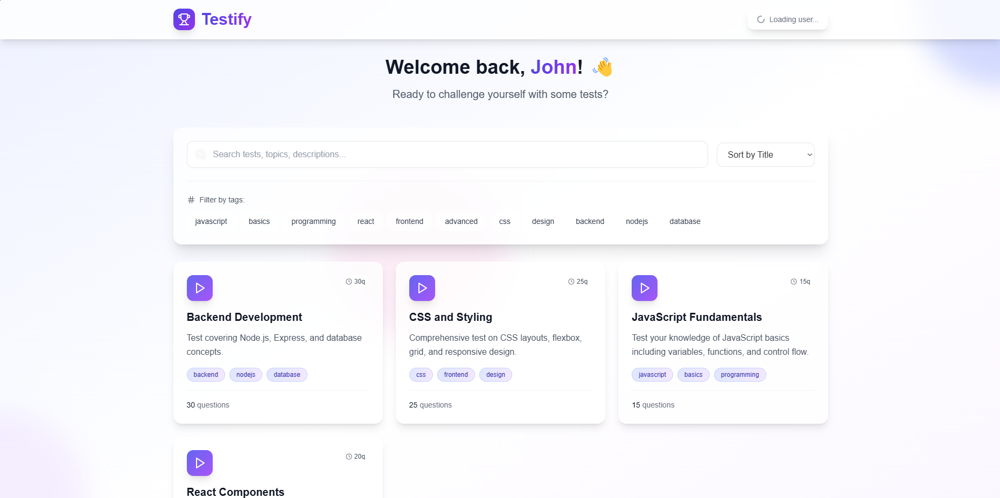 Testify
Loading user...
Welcome back, John! 👋
Ready to challenge yourself with some tests?
Search tests, topics, descriptions...
Sort by Title
Filter by tags:
javascript basics programming react frontend advanced css design backend nodejs database
30q
Backend Development
Test covering Node.js, Express, and database
concepts.
backend nodejs database
30 questions
25q
CSS and Styling
Comprehensive test on CSS layouts, flexbox,
grid, and responsive design.
css frontend design
25 questions
15q
JavaScript Fundamentals
Test your knowledge of JavaScript basics
including variables, functions, and control flow.
javascript basics programming
15 questions
20q
React Components